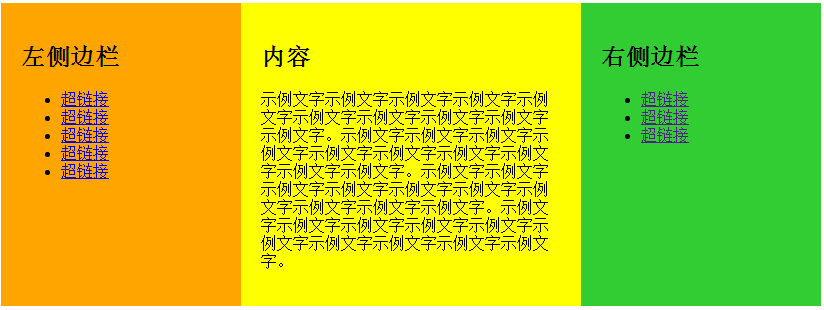 左侧边栏
超链接
超链接
超链接
超链接
超链接
内容
示例文字示例文字示例文字示例文字示例
文字示例文字示例文字示例文字示例文字
示例文字。示例文字示例文字示例文字示
例文字示例文字示例文字示例文字示例文
字示例文字示例文字。示例文字示例文字
示例文字示例文字示例文字示例文字示例
文字示例文字示例文字示例文字。示例文
字示例文字示例文字示例文字示例文字示
例文字示例文字示例文字示例文字示例文
字。
右侧边栏
超链接
超链接
超链接